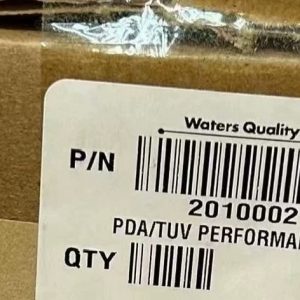 Waters Quality
P/N
2010002
PDA/TUV PERFORMA
QTY